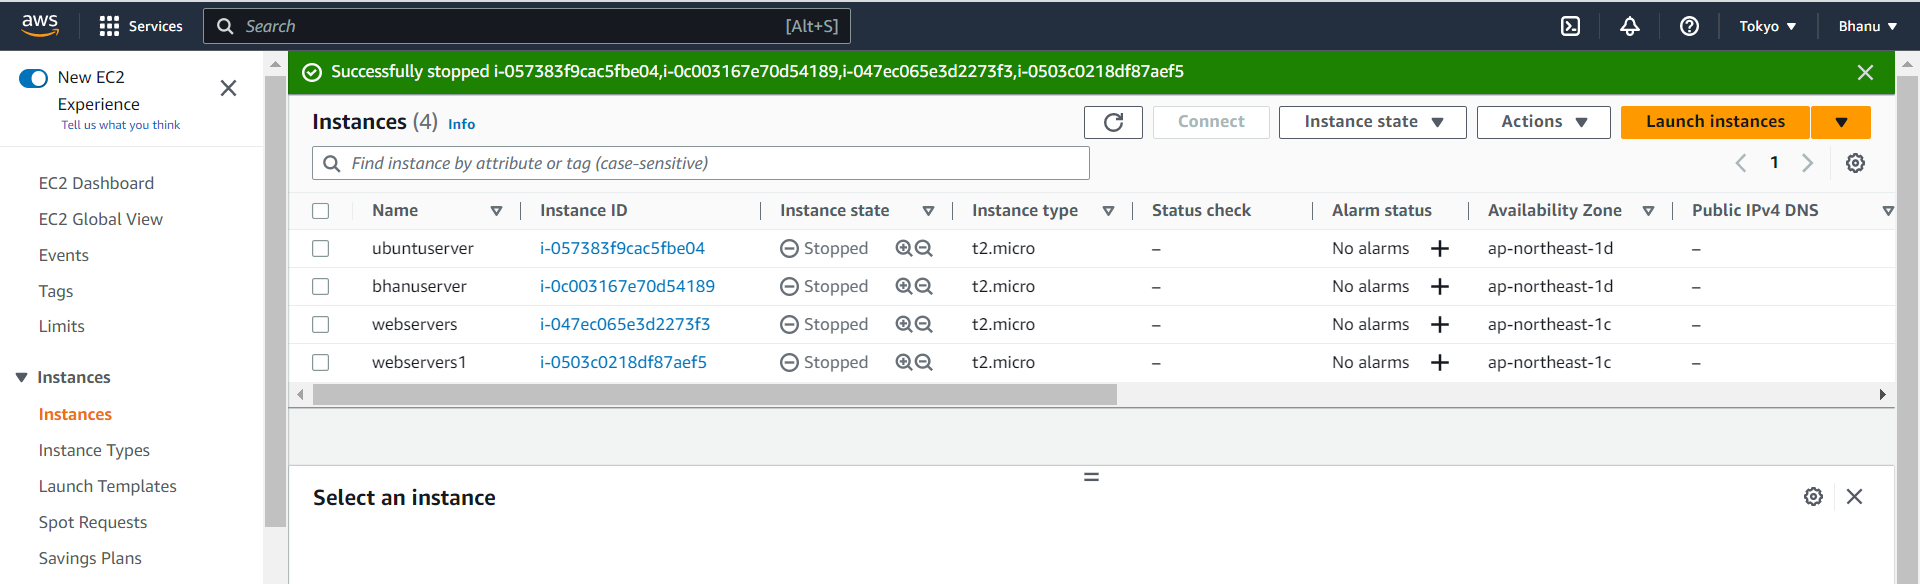 aws Services Search [Alt+S] Tokyo Bhanu
New EC2
Experience
Tell us what you think
EC2 Dashboard
EC2 Global View
Events
Tags
Limits
Instances
Instances
Instance Types
Launch Templates
Spot Requests
Savings Plans
Successfully stopped i-057383f9cac5fbe04,i-0c003167e70d54189,i-047ec065e3d2273f3,i-0503c0218df87aef5
Instances (4) Info Connect Instance state Actions Launch instances
Find instance by attribute or tag (case-sensitive) 1
Name Instance ID Instance state Instance type Status check Alarm status Availability Zone Public IPv4 DNS
ubuntuserver i-057383f9cac5fbe04 Stopped t2.micro – No alarms + ap-northeast-1d –
bhanuserver i-0c003167e70d54189 Stopped t2.micro – No alarms + ap-northeast-1d –
webservers i-047ec065e3d2273f3 Stopped t2.micro – No alarms + ap-northeast-1c –
webservers1 i-0503c0218df87aef5 Stopped t2.micro – No alarms + ap-northeast-1c –
Select an instance